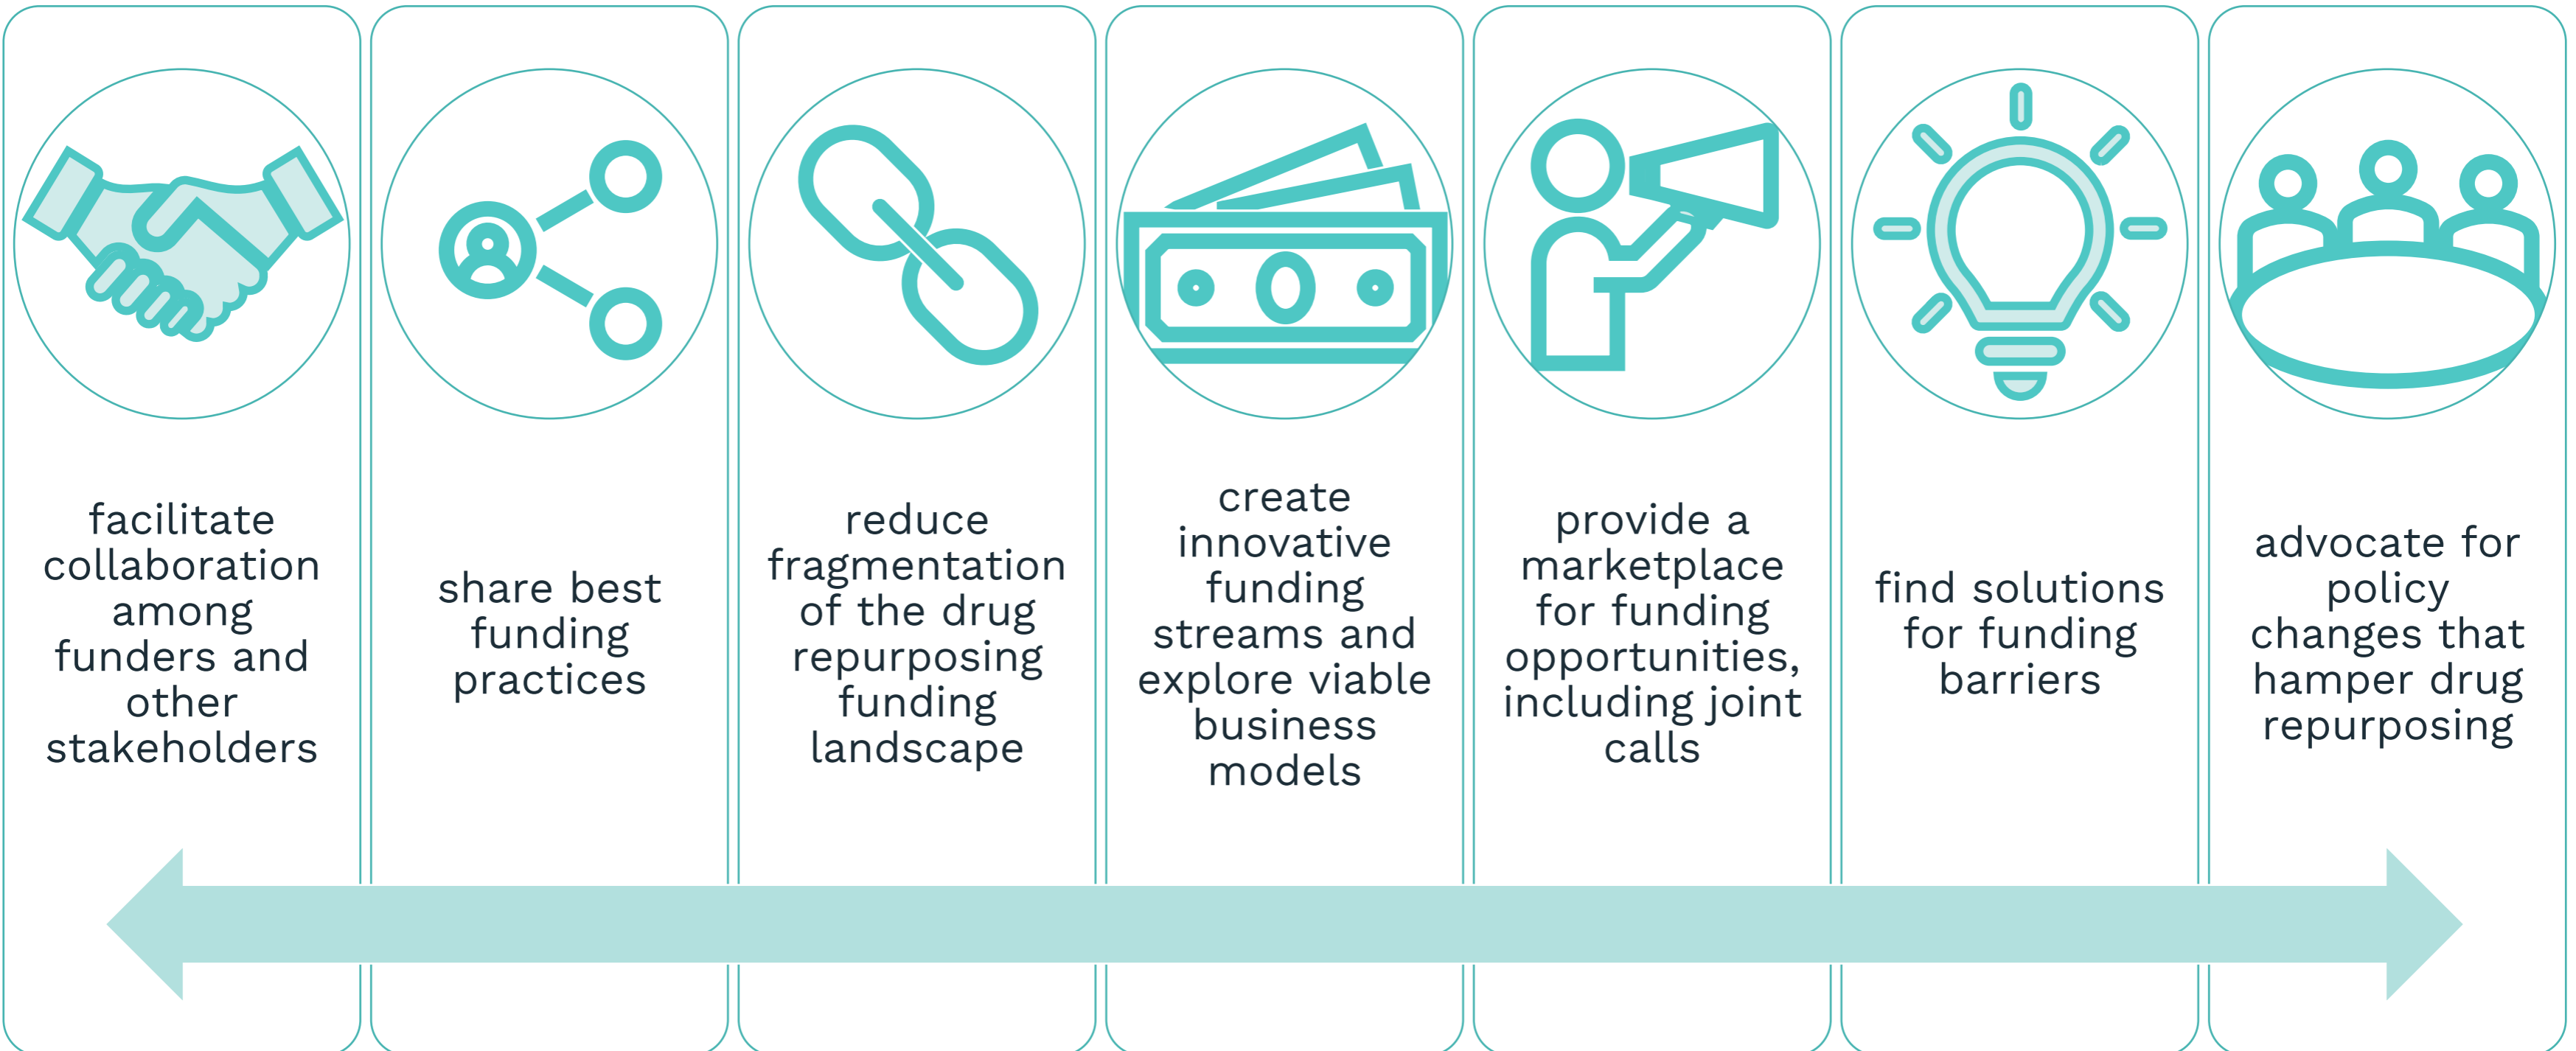 facilitate
collaboration
among
funders and
other
stakeholders
share best
funding
practices
reduce
fragmentation
of the drug
repurposing
funding
landscape
create
innovative
funding
streams and
explore viable
business
models
provide a
marketplace
for funding
opportunities,
including joint
calls
find solutions
for funding
barriers
advocate for
policy
changes that
hamper drug
repurposing